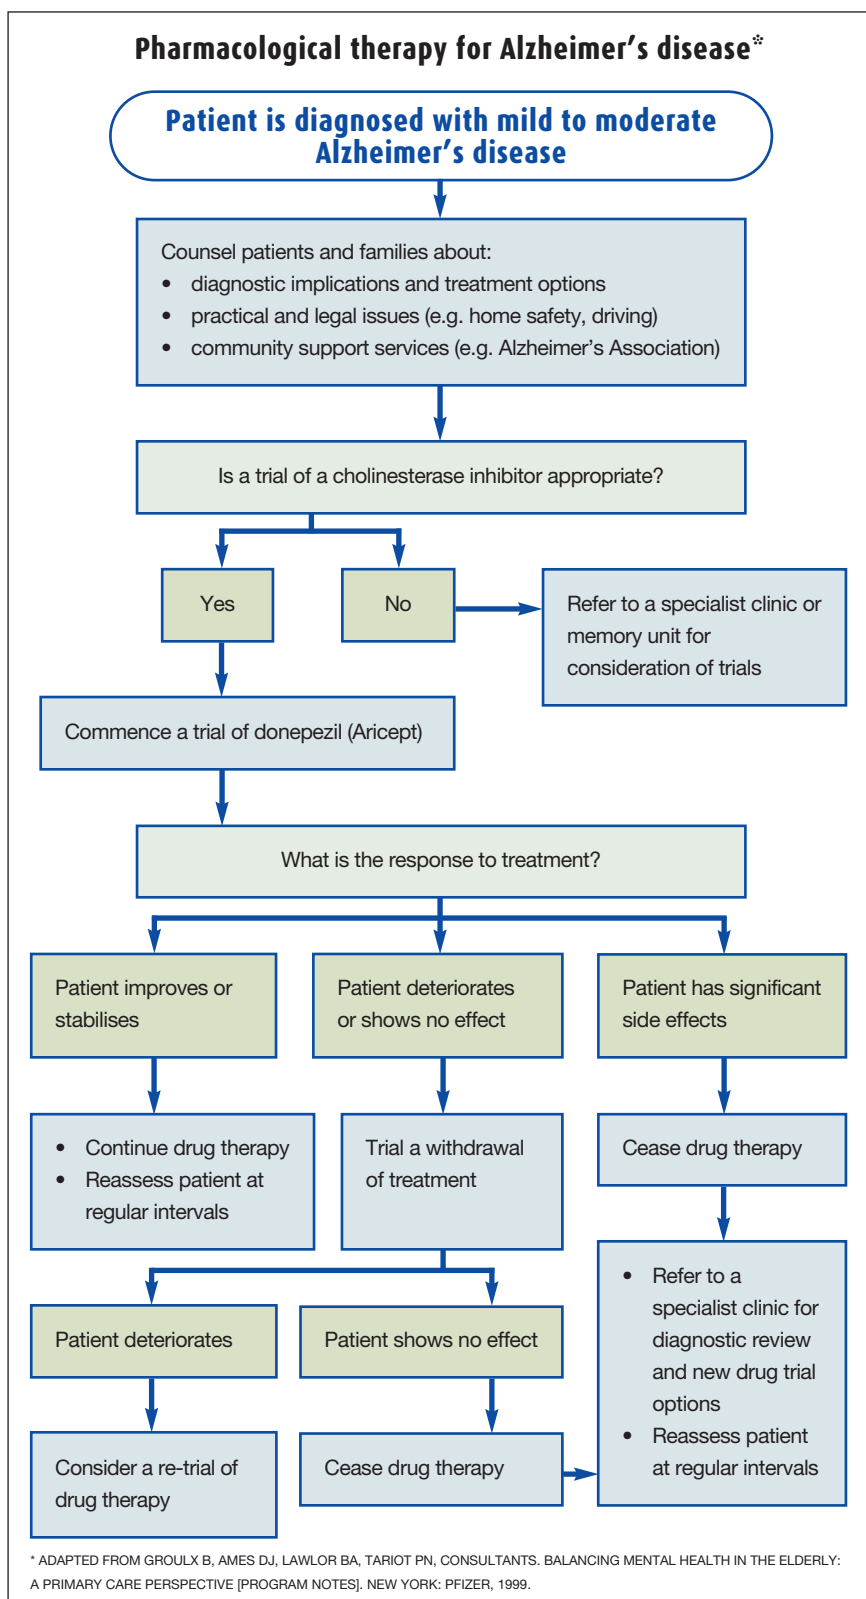 Pharmacological therapy for Alzheimer's disease*
Patient is diagnosed with mild to moderate
Alzheimer's disease
Counsel patients and families about:
• diagnostic implications and treatment options
• practical and legal issues (e.g. home safety, driving)
• community support services (e.g. Alzheimer's Association)
Is a trial of a cholinesterase inhibitor appropriate?
Yes
No
Refer to a specialist clinic or
memory unit for
consideration of trials
Commence a trial of donepezil (Aricept)
What is the response to treatment?
Patient improves or
stabilises
Patient deteriorates
or shows no effect
Patient has significant
side effects
• Continue drug therapy
• Reassess patient at
regular intervals
Trial a withdrawal
of treatment
Cease drug therapy
• Refer to a
specialist clinic for
diagnostic review
and new drug trial
options
• Reassess patient
at regular intervals
Patient deteriorates
Patient shows no effect
Consider a re-trial of
drug therapy
Cease drug therapy
* ADAPTED FROM GROULX B, AMES DJ, LAWLOR BA, TARIOT PN, CONSULTANTS. BALANCING MENTAL HEALTH IN THE ELDERLY:
A PRIMARY CARE PERSPECTIVE [PROGRAM NOTES]. NEW YORK: PFIZER, 1999.